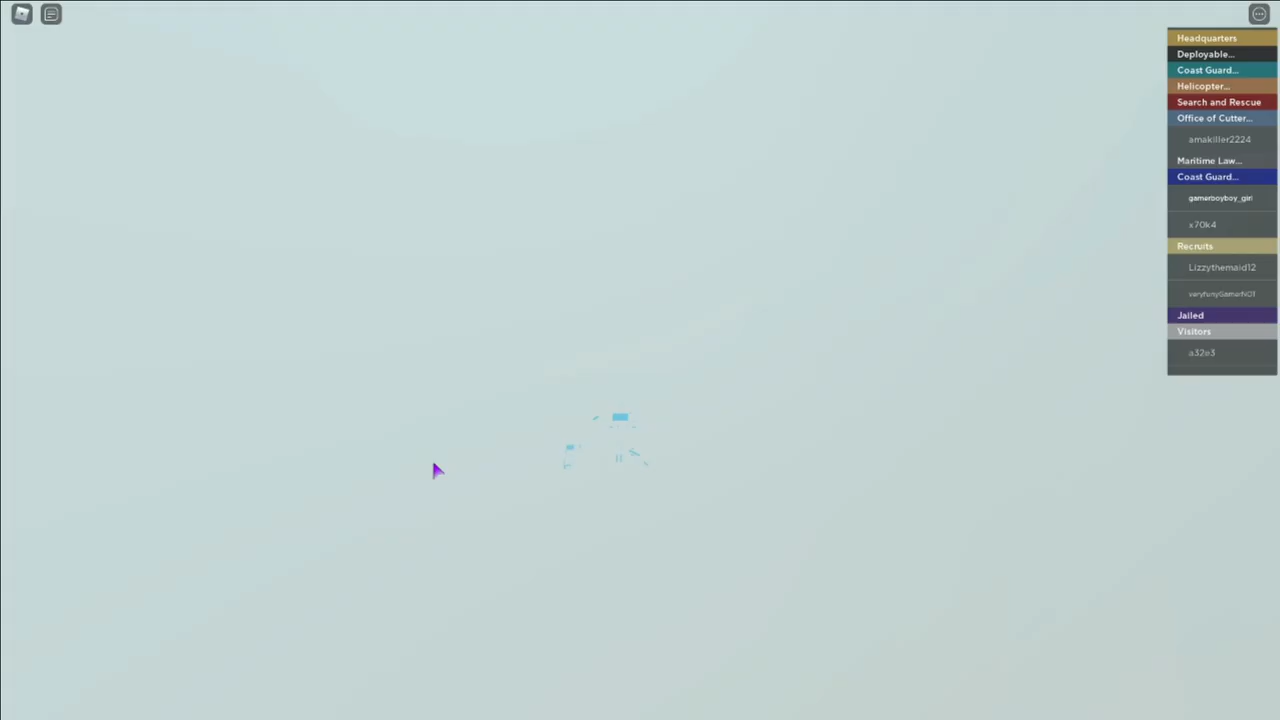 Headquarters
Deployable...
Coast Guard...
Helicopter...
Search and Rescue
Office of Cutter...
amakiller2224
Maritime Law...
Coast Guard...
gamerboyboy_girl
x70k4
Recruits
Lizzythemaid12
veryfunyGamerNOT
Jailed
Visitors
a32e3